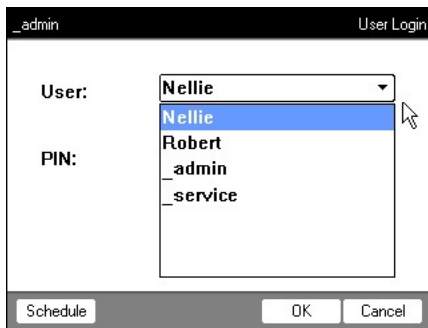 _admin User Login
User: Nellie
Nellie
Robert
PIN:
_admin
_service
Schedule OK Cancel